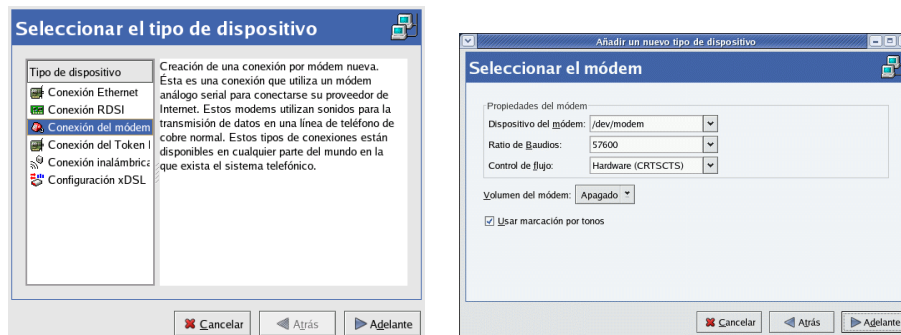 Seleccionar el tipo de dispositivo
Tipo de dispositivo
Conexión Ethernet
Conexión RDSI
Conexión del módem
Conexión del Token
Conexión inalámbrica
Configuración xDSL
Creación de una conexión por módem nueva.
Ésta es una conexión que utiliza un módem
análogo serial para conectarse su proveedor de
Internet. Estos modems utilizan sonidos para la
transmisión de datos en una línea de teléfono de
cobre normal. Estos tipos de conexiones están
disponibles en cualquier parte del mundo en la
que exista el sistema telefónico.
Cancelar
Atrás
Adelante
Añadir un nuevo tipo de dispositivo
Seleccionar el módem
Propiedades del módem
Dispositivo del módem: /dev/modem
Ratio de Baudios: 57600
Control de flujo: Hardware (CRTSCTS)
Volumen del módem: Apagado
Usar marcación por tonos
Cancelar
Atrás
Adelante